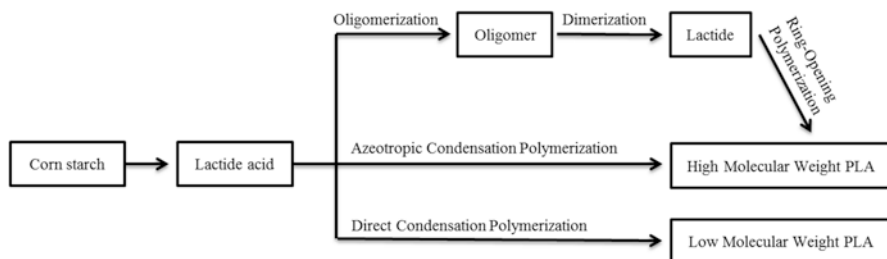 Oligomerization
Oligomer
Dimerization
Lactide
Ring-Opening
Polymerization
Corn starch
Lactide acid
Azeotropic Condensation Polymerization
High Molecular Weight PLA
Direct Condensation Polymerization
Low Molecular Weight PLA